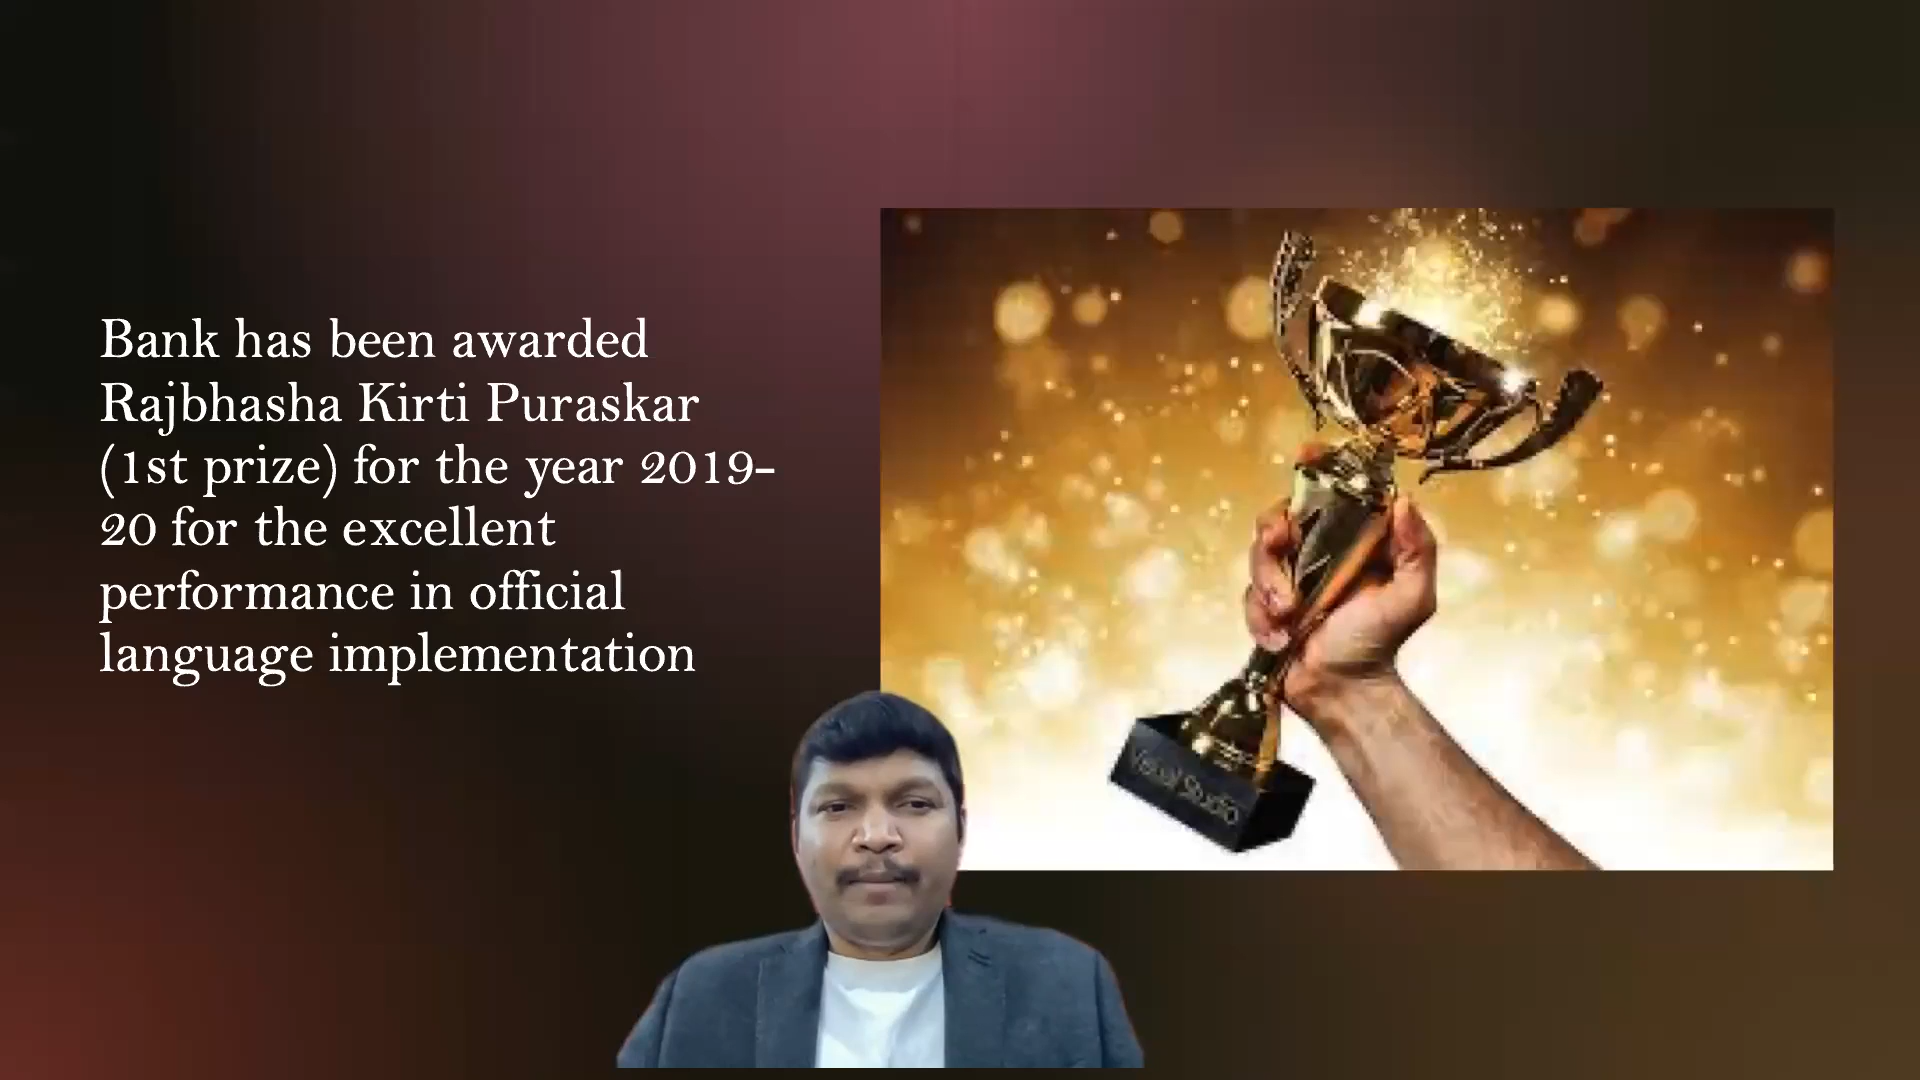 Bank has been awarded
Rajbhasha Kirti Puraskar
(1st prize) for the year 2019-
20 for the excellent
performance in official
language implementation
Visual Studio